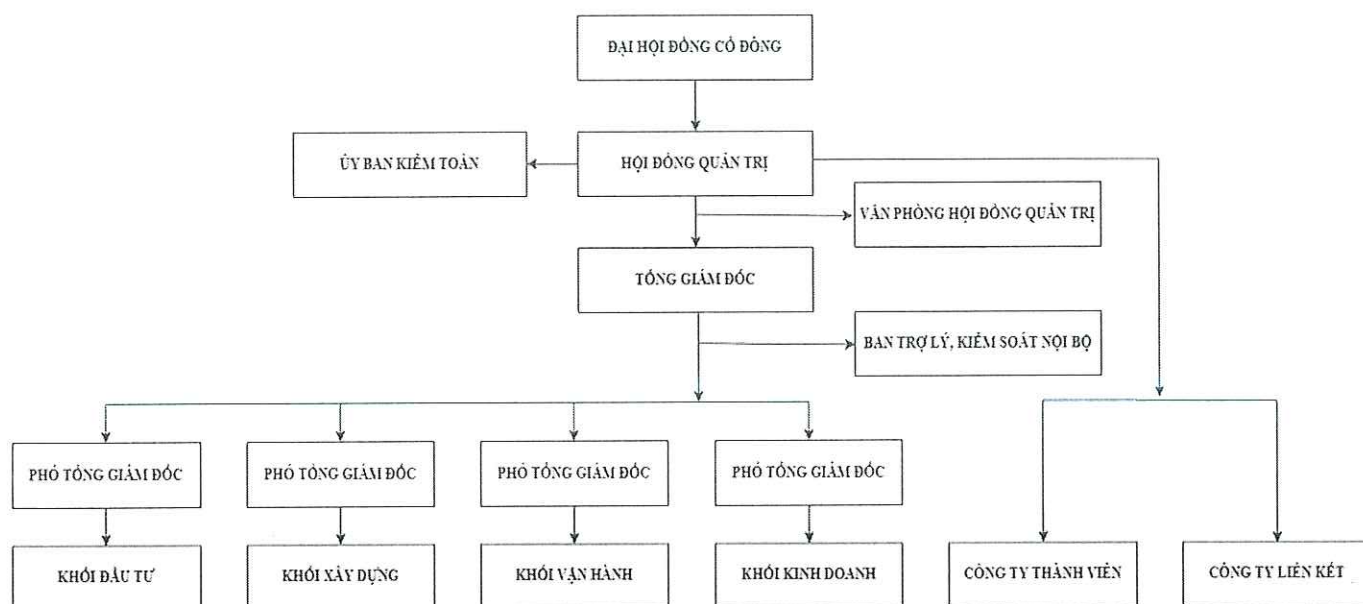 ĐẠI HỘI ĐỒNG CỔ ĐÔNG
ỦY BAN KIỂM TOÁN
HỘI ĐỒNG QUẢN TRỊ
VĂN PHÒNG HỘI ĐỒNG QUẢN TRỊ
TỔNG GIÁM ĐỐC
BAN TRỢ LÝ, KIỂM SOÁT NỘI BỘ
PHÓ TỔNG GIÁM ĐỐC
PHÓ TỔNG GIÁM ĐỐC
PHÓ TỔNG GIÁM ĐỐC
PHÓ TỔNG GIÁM ĐỐC
KHỐI ĐẦU TƯ
KHỐI XÂY DỰNG
KHỐI VẬN HÀNH
KHỐI KINH DOANH
CÔNG TY THÀNH VIÊN
CÔNG TY LIÊN KẾT